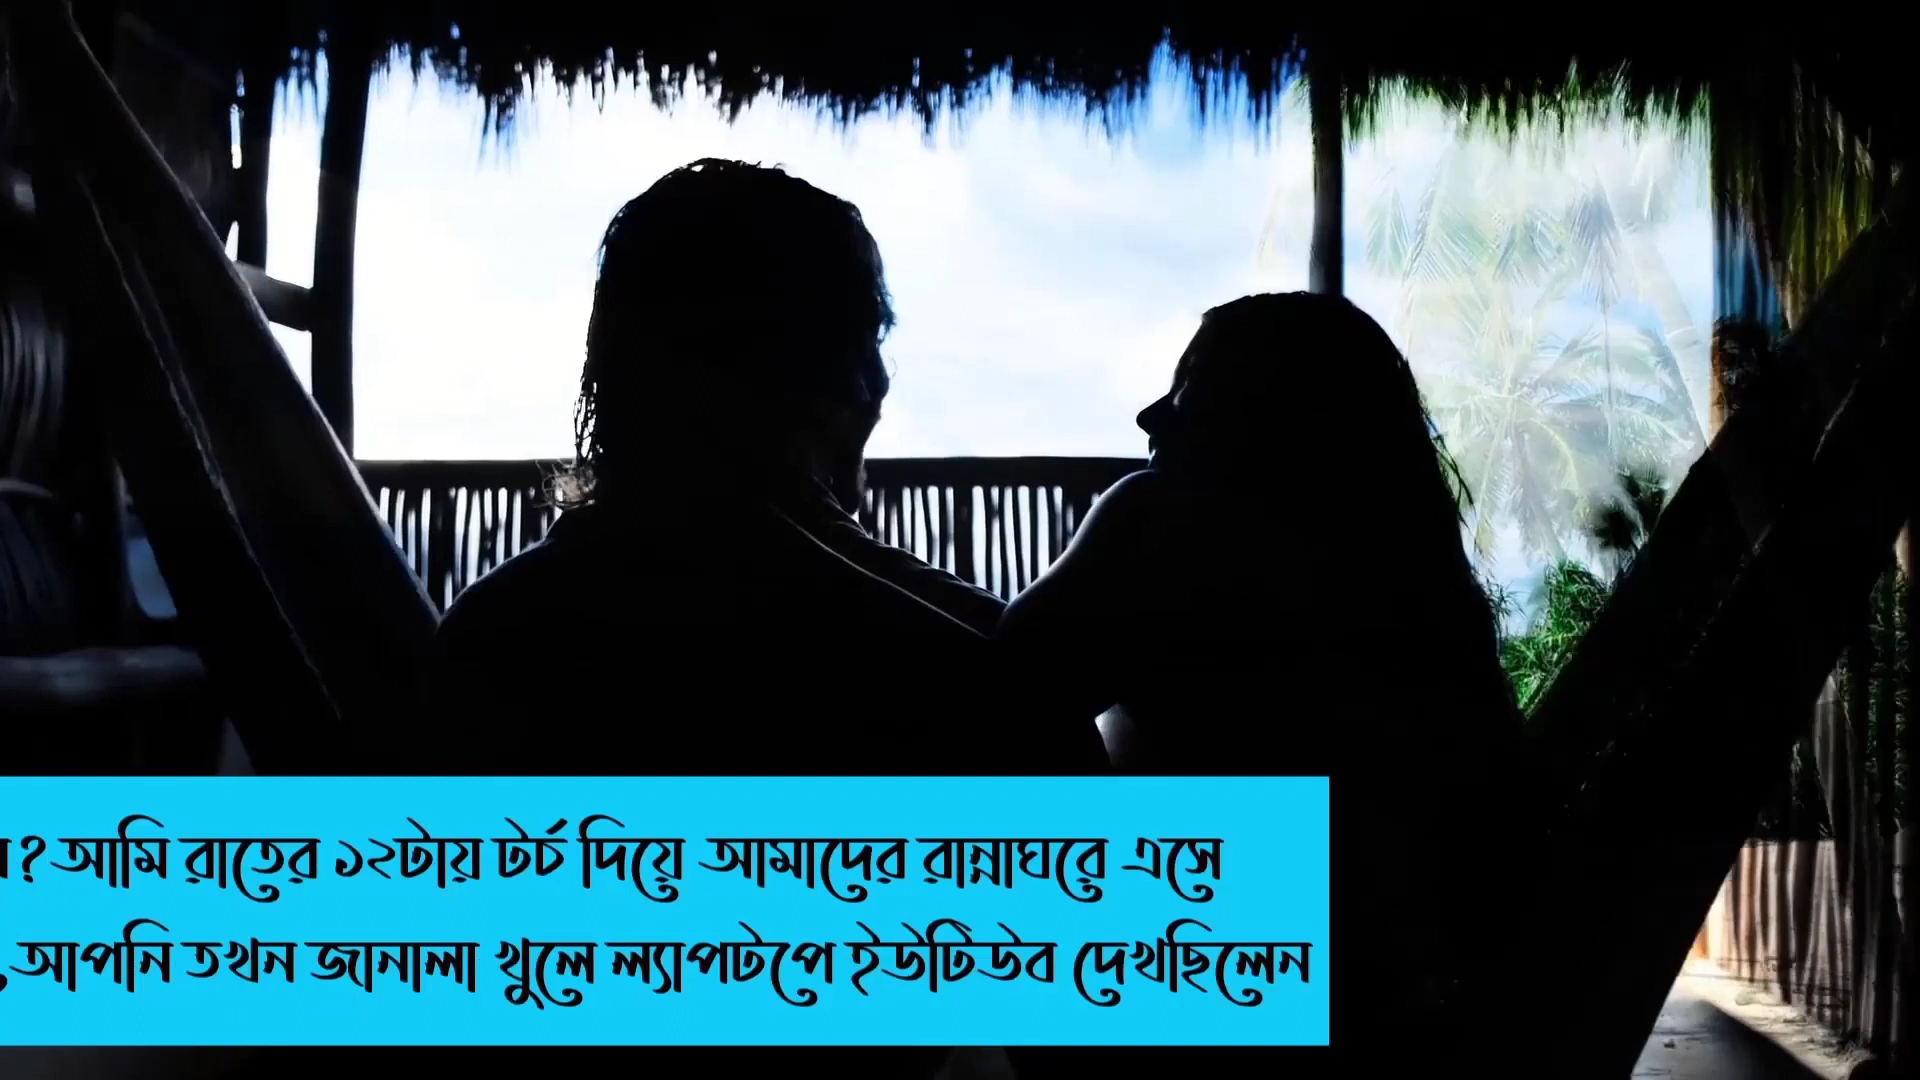 ? আমি রাতের ১২টায় টর্চ দিয়ে আমাদের রান্নাঘরে এসে
,আপনি তখন জানালা খুলে ল্যাপটপে ইউটিউব দেখছিলেন